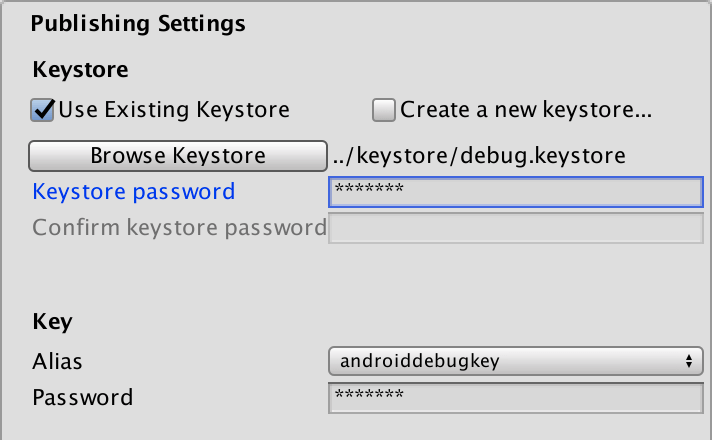 Publishing Settings
Keystore
Use Existing Keystore Create a new keystore...
Browse Keystore ../keystore/debug.keystore
Keystore password *******
Confirm keystore password
Key
Alias androiddebugkey
Password *******